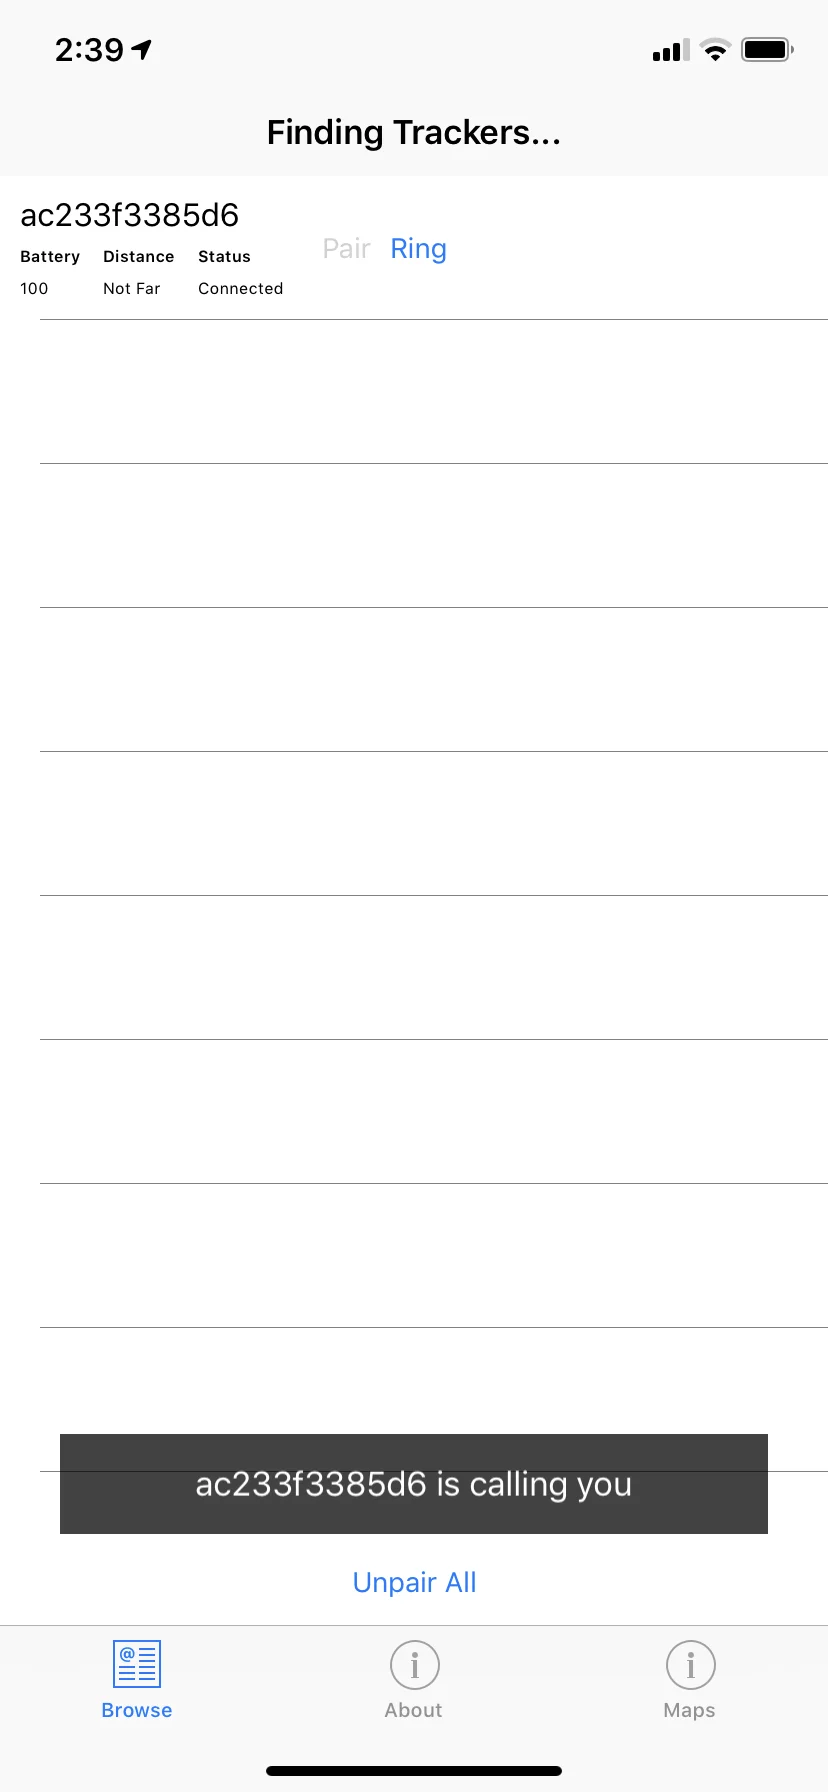 2:39
Finding Trackers...
ac233f3385d6
Pair Ring
Battery Distance Status
100 Not Far Connected
ac233f3385d6 is calling you
Unpair All
@
Browse About Maps